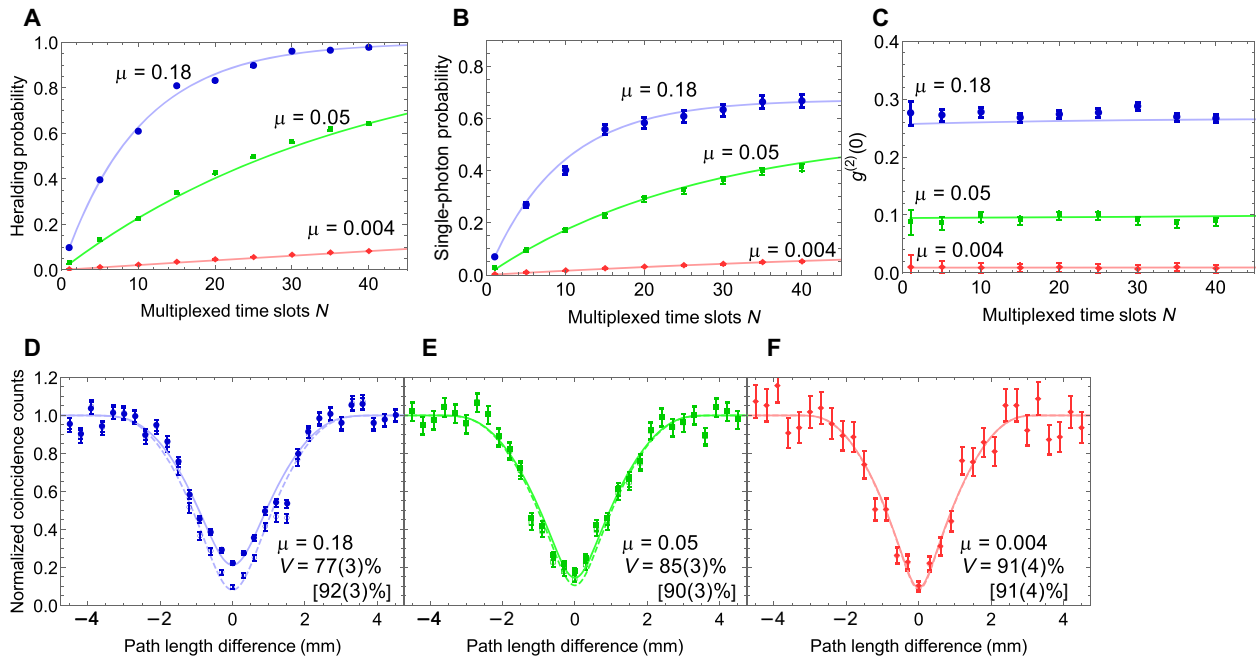 A
B
C
Heralding probability
1.0
0.8
0.6
0.4
0.2
0.0
0
10
20
30
40
μ = 0.18
μ = 0.05
μ = 0.004
Multiplexed time slots N
Single-photon probability
0.8
0.6
0.4
0.2
0.0
0
10
20
30
40
μ = 0.18
μ = 0.05
μ = 0.004
Multiplexed time slots N
g(2)(0)
0.4
0.3
0.2
0.1
0.0
0
10
20
30
40
μ = 0.18
μ = 0.05
μ = 0.004
Multiplexed time slots N
D
E
F
Normalized coincidence counts
1.2
1.0
0.8
0.6
0.4
0.2
0.0
−4
−2
0
2
4
μ = 0.18
V = 77(3)%
[92(3)%]
Path length difference (mm)
−4
−2
0
2
4
μ = 0.05
V = 85(3)%
[90(3)%]
Path length difference (mm)
−4
−2
0
2
4
μ = 0.004
V = 91(4)%
[91(4)%]
Path length difference (mm)